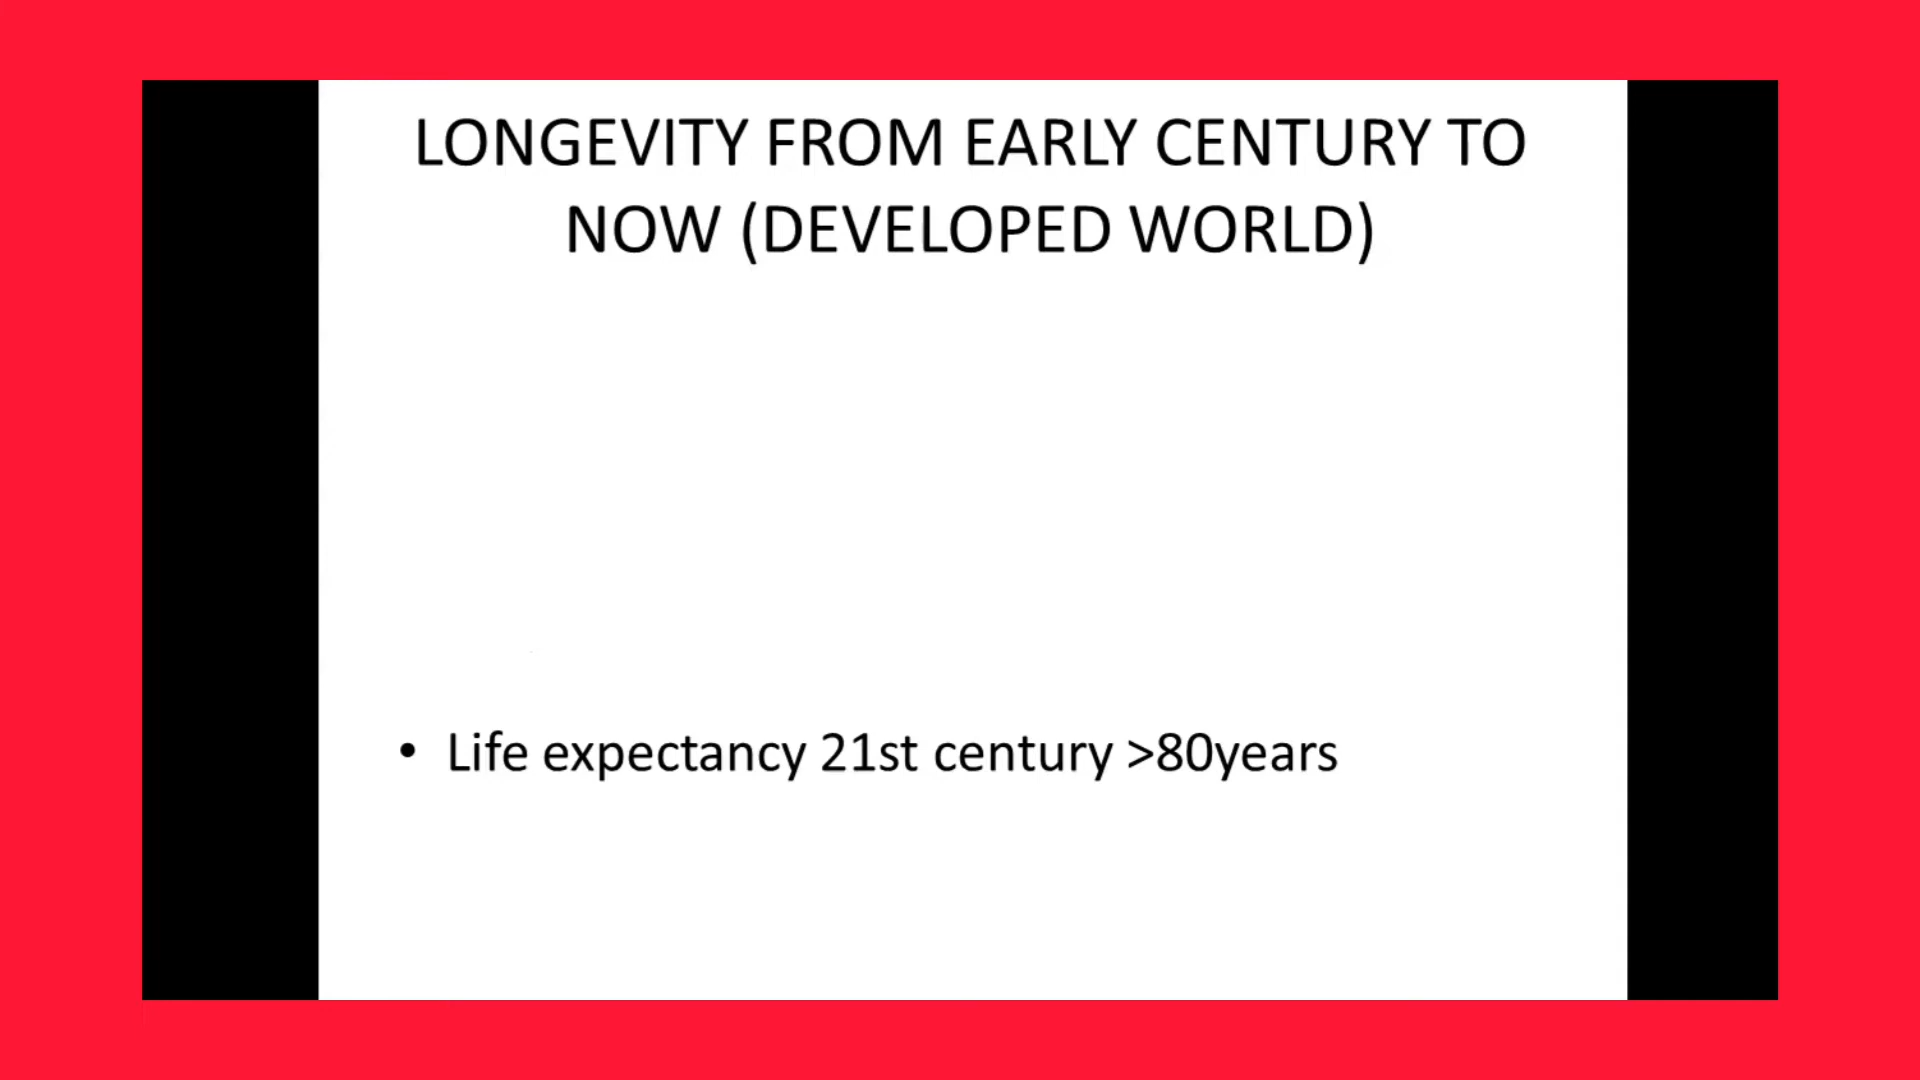 LONGEVITY FROM EARLY CENTURY TO
NOW (DEVELOPED WORLD)
• Life expectancy 21st century >80years